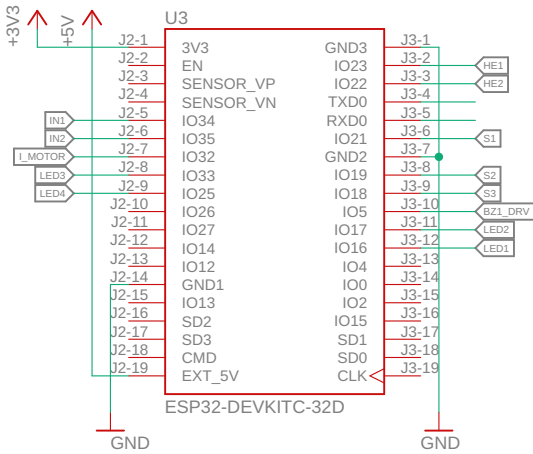 +3V3
+5V
U3
J2-1 3V3 GND3 J3-1
J2-2 EN IO23 J3-2 HE1
J2-3 SENSOR_VP IO22 J3-3 HE2
J2-4 SENSOR_VN TXD0 J3-4
IN1 J2-5 IO34 RXD0 J3-5
IN2 J2-6 IO35 IO21 J3-6 S1
I_MOTOR J2-7 IO32 GND2 J3-7
LED3 J2-8 IO33 IO19 J3-8 S2
LED4 J2-9 IO25 IO18 J3-9 S3
J2-10 IO26 IO5 J3-10 BZ1_DRV
J2-11 IO27 IO17 J3-11 LED2
J2-12 IO14 IO16 J3-12 LED1
J2-13 IO12 IO4 J3-13
J2-14 GND1 IO0 J3-14
J2-15 IO13 IO2 J3-15
J2-16 SD2 IO15 J3-16
J2-17 SD3 SD1 J3-17
J2-18 CMD SD0 J3-18
J2-19 EXT_5V CLK J3-19
ESP32-DEVKITC-32D
GND GND